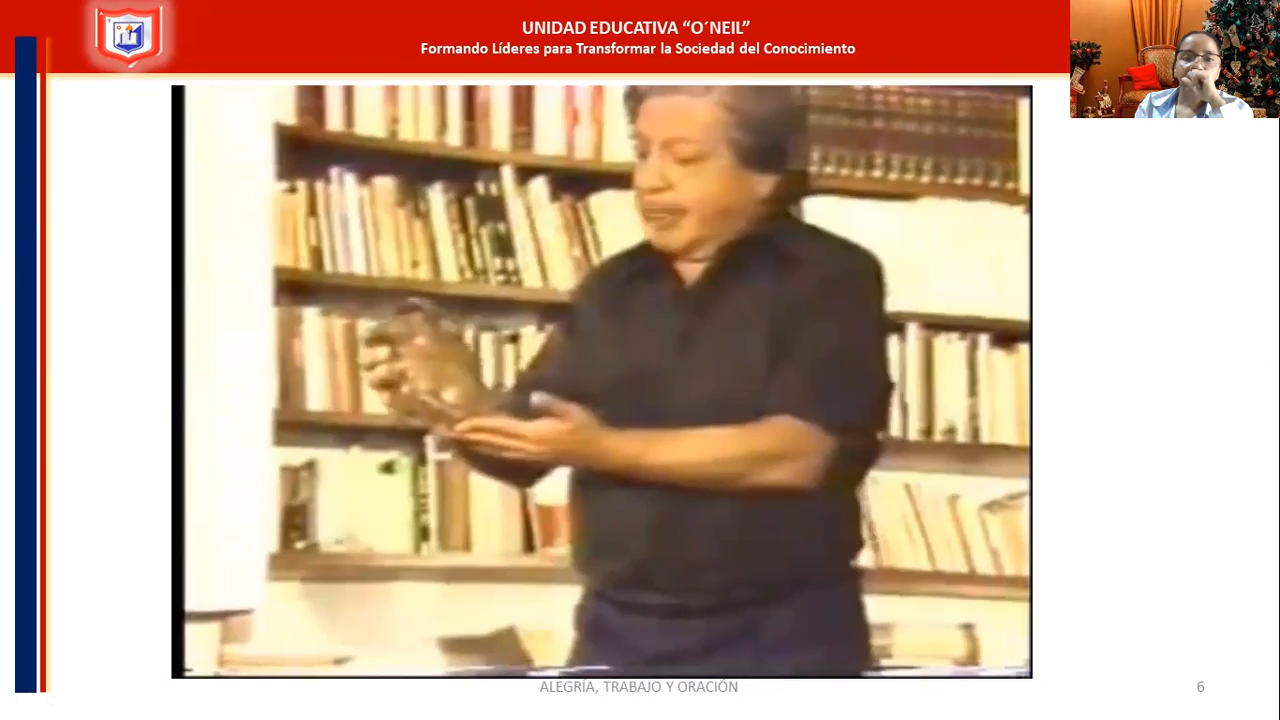 UNIDAD EDUCATIVA “O´NEIL”
Formando Líderes para Transformar la Sociedad del Conocimiento
ALEGRÍA, TRABAJO Y ORACIÓN
6